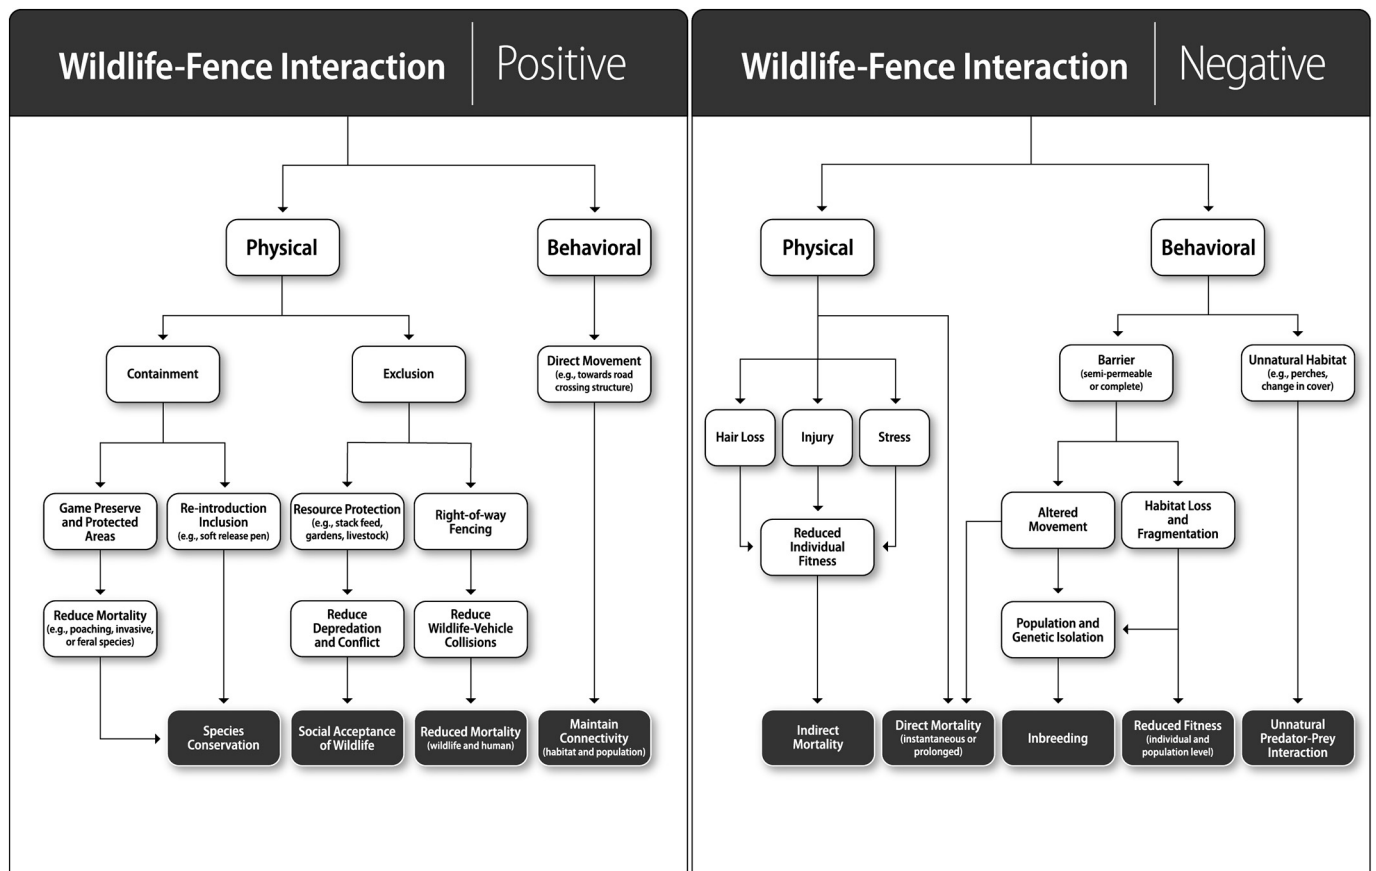 Wildlife-Fence Interaction | Positive
Physical
Behavioral
Containment
Exclusion
Direct Movement
(e.g., towards road
crossing structure)
Game Preserve
and Protected
Areas
Re-introduction
Inclusion
(e.g., soft release pen)
Resource Protection
(e.g., stack feed,
gardens, livestock)
Right-of-way
Fencing
Reduce Mortality
(e.g., poaching, invasive,
or feral species)
Reduce
Depredation
and Conflict
Reduce
Wildlife-Vehicle
Collisions
Species
Conservation
Social Acceptance
of Wildlife
Reduced Mortality
(wildlife and human)
Maintain
Connectivity
(habitat and population)
Wildlife-Fence Interaction | Negative
Physical
Behavioral
Barrier
(semi-permeable
or complete)
Unnatural Habitat
(e.g., perches,
change in cover)
Hair Loss
Injury
Stress
Altered
Movement
Habitat Loss
and
Fragmentation
Reduced
Individual
Fitness
Population and
Genetic Isolation
Indirect
Mortality
Direct Mortality
(instantaneous or
prolonged)
Inbreeding
Reduced Fitness
(individual and
population level)
Unnatural
Predator-Prey
Interaction